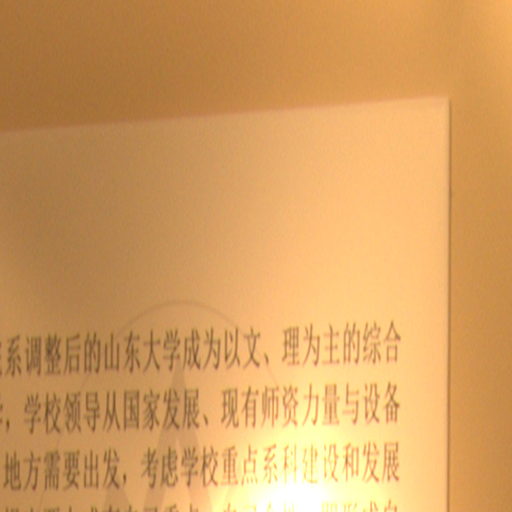 系调整后的山东大学成为以文、理为主的综合
，学校领导从国家发展、现有师资力量与设备
地方需要出发，考虑学校重点系科建设和发展